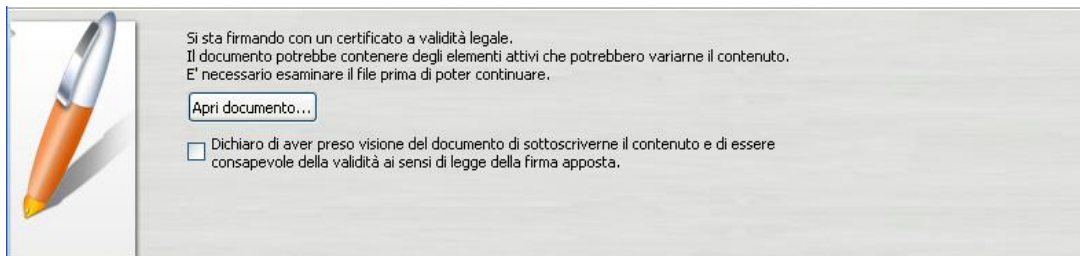 Si sta firmando con un certificato a validità legale.
Il documento potrebbe contenere degli elementi attivi che potrebbero variarne il contenuto.
E' necessario esaminare il file prima di poter continuare.
Apri documento...
Dichiaro di aver preso visione del documento di sottoscriverne il contenuto e di essere
consapevole della validità ai sensi di legge della firma apposta.